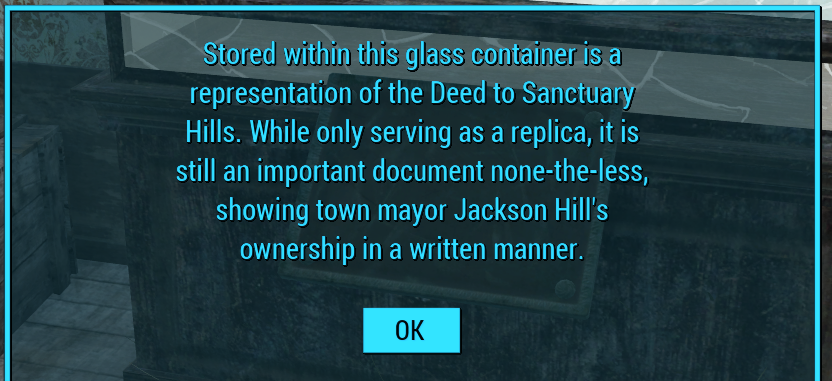 Stored within this glass container is a
representation of the Deed to Sanctuary
Hills. While only serving as a replica, it is
still an important document none-the-less,
showing town mayor Jackson Hill's
ownership in a written manner.
OK